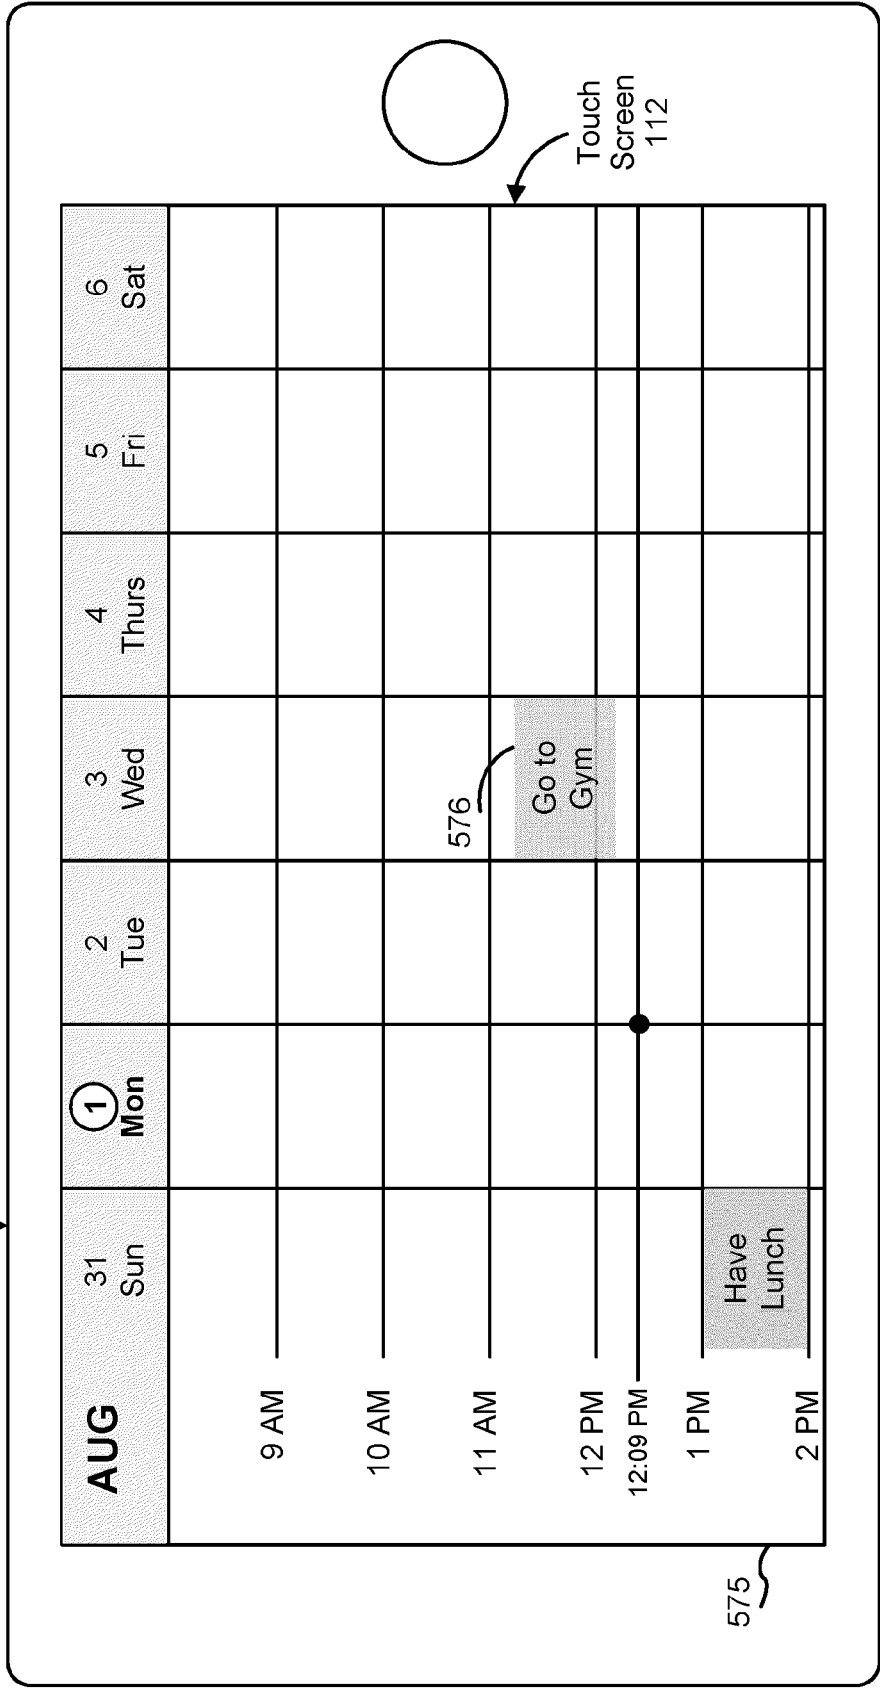 AUG
31
Sun
1
Mon
2
Tue
3
Wed
4
Thurs
5
Fri
6
Sat
9 AM
10 AM
11 AM
12 PM
12:09 PM
1 PM
2 PM
576
Go to
Gym
Have
Lunch
Touch
Screen
112
575